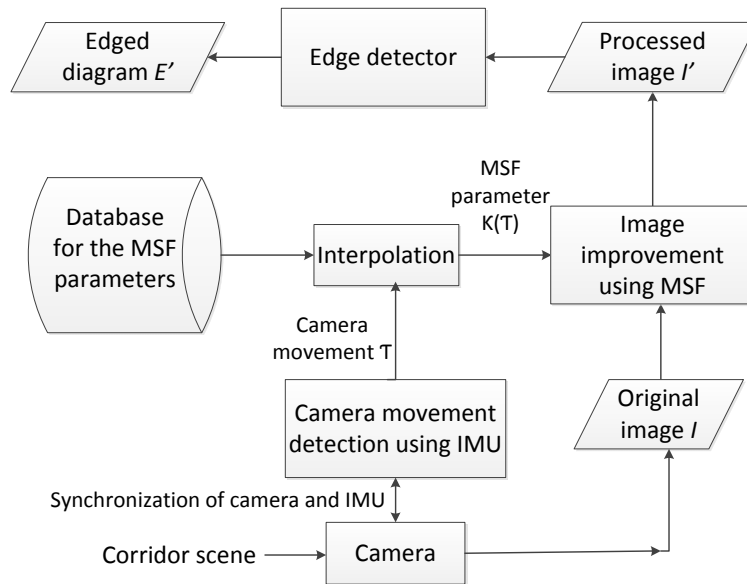 Edged
diagram E’
Edge detector
Processed
image I’
Database
for the MSF
parameters
Interpolation
MSF
parameter
K(Ƭ)
Image
improvement
using MSF
Camera
movement Ƭ
Camera movement
detection using IMU
Original
image I
Synchronization of camera and IMU
Corridor scene
Camera